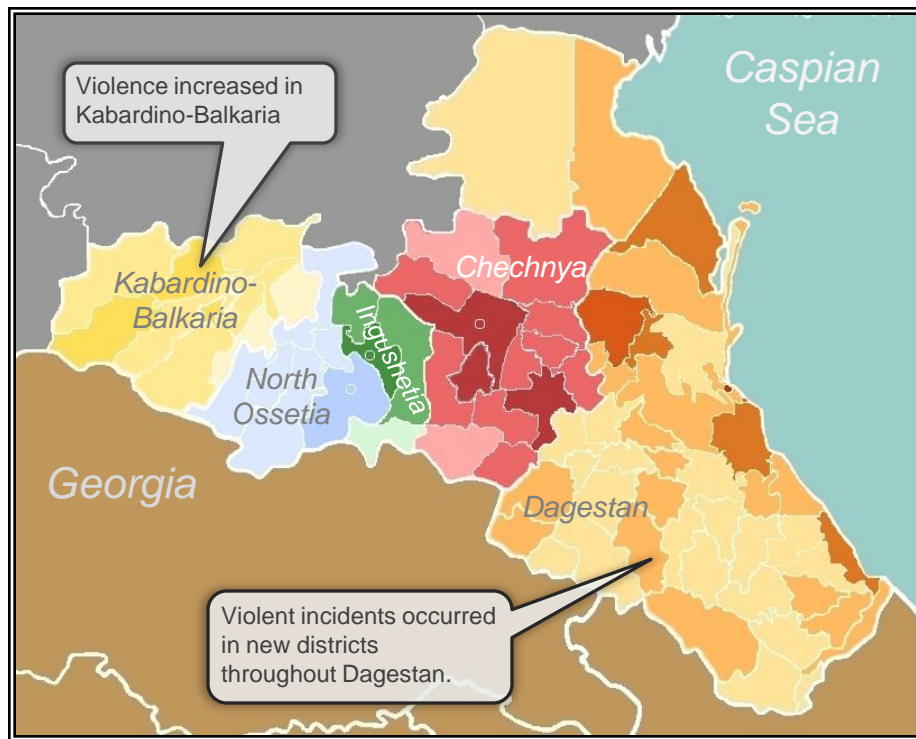 Caspian
Sea
Violence increased in
Kabardino-Balkaria
Chechnya
Kabardino-
Balkaria
Ingushetia
North
Ossetia
Georgia
Dagestan
Violent incidents occurred
in new districts
throughout Dagestan.